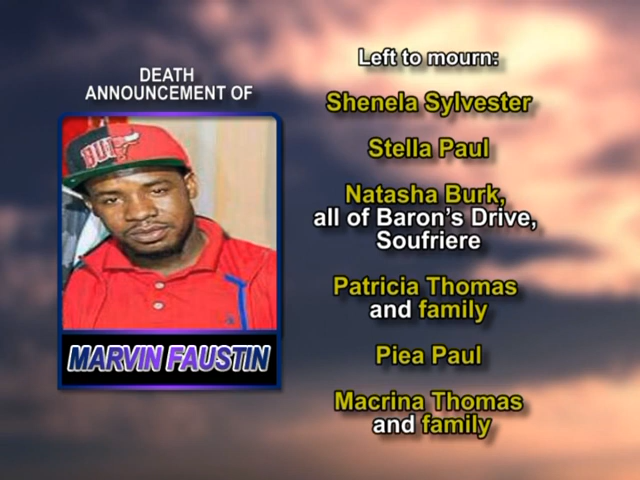 DEATH
ANNOUNCEMENT OF
BULL
MARVIN FAUSTIN
Left to mourn:
Shenela Sylvester
Stella Paul
Natasha Burk,
all of Baron's Drive,
Soufriere
Patricia Thomas
and family
Piea Paul
Macrina Thomas
and family